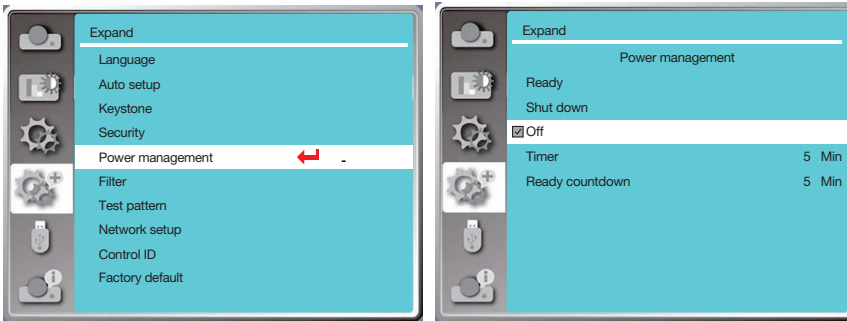 Expand
Language
Auto setup
Keystone
Security
Power management -
Filter
Test pattern
Network setup
Control ID
Factory default
Expand
Power management
Ready
Shut down
Off
Timer 5 Min
Ready countdown 5 Min